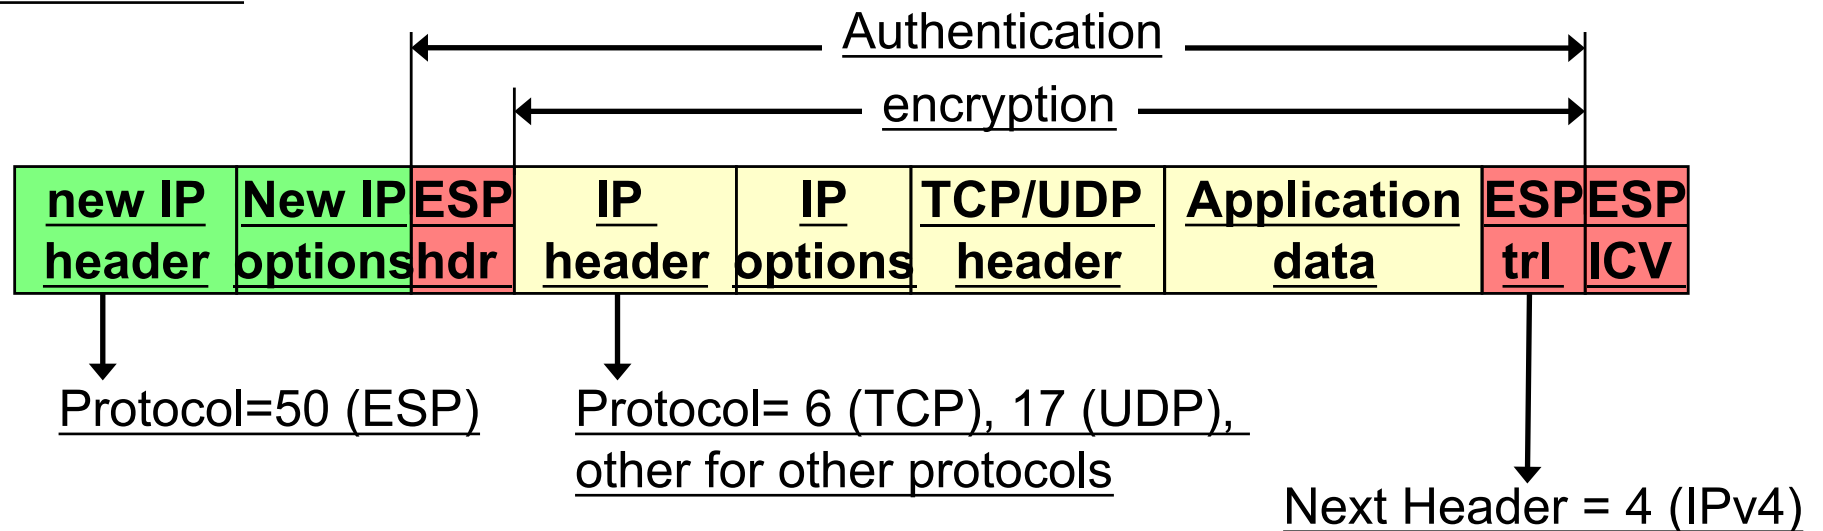 Authentication
encryption
new IP header
New IP options
ESP hdr
IP header
IP options
TCP/UDP header
Application data
ESP trl
ESP ICV
Protocol=50 (ESP)
Protocol= 6 (TCP), 17 (UDP),
other for other protocols
Next Header = 4 (IPv4)